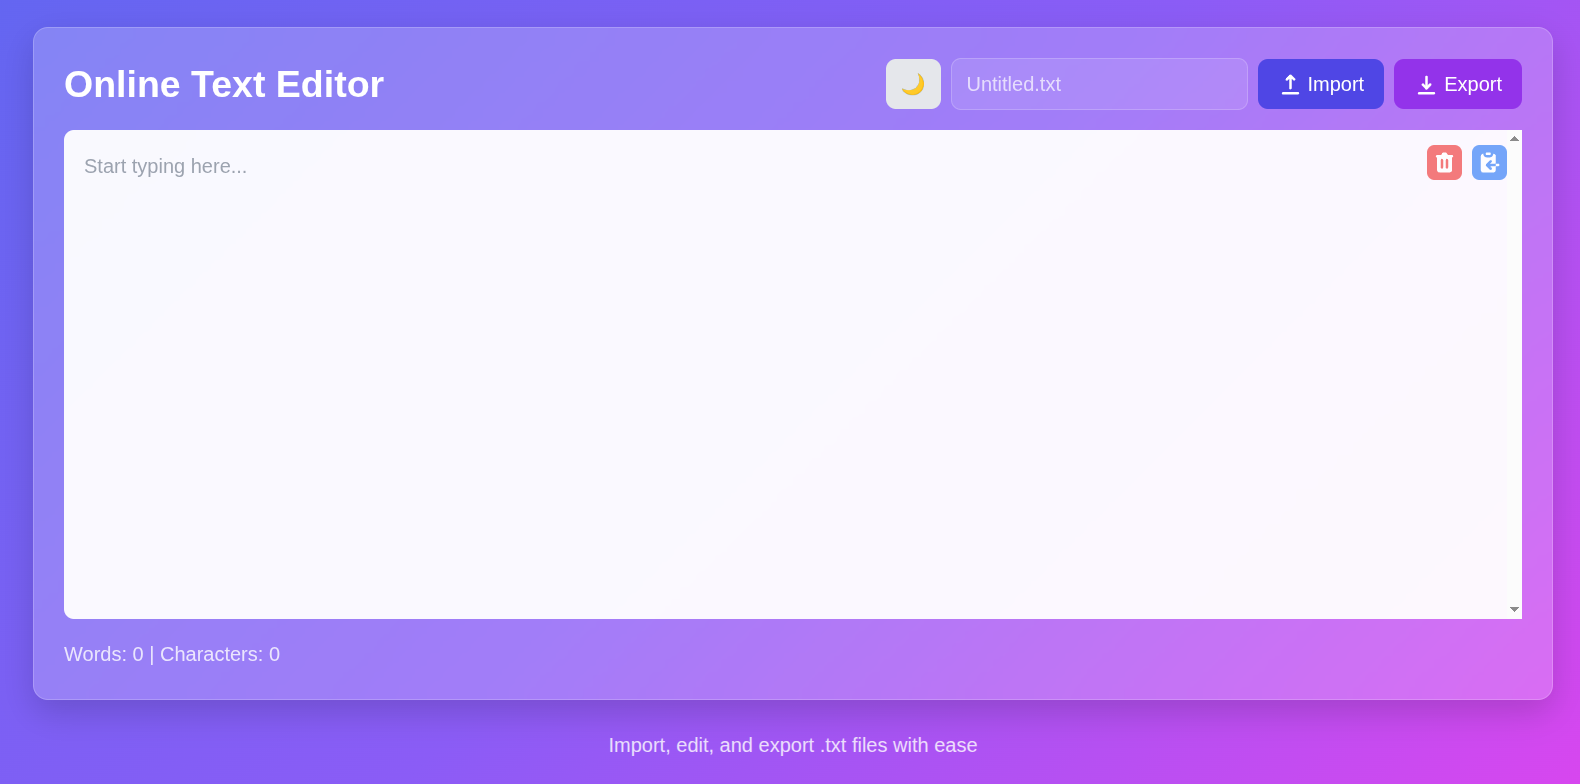 Online Text Editor
Untitled.txt
Import
Export
Start typing here...
Words: 0 | Characters: 0
Import, edit, and export .txt files with ease